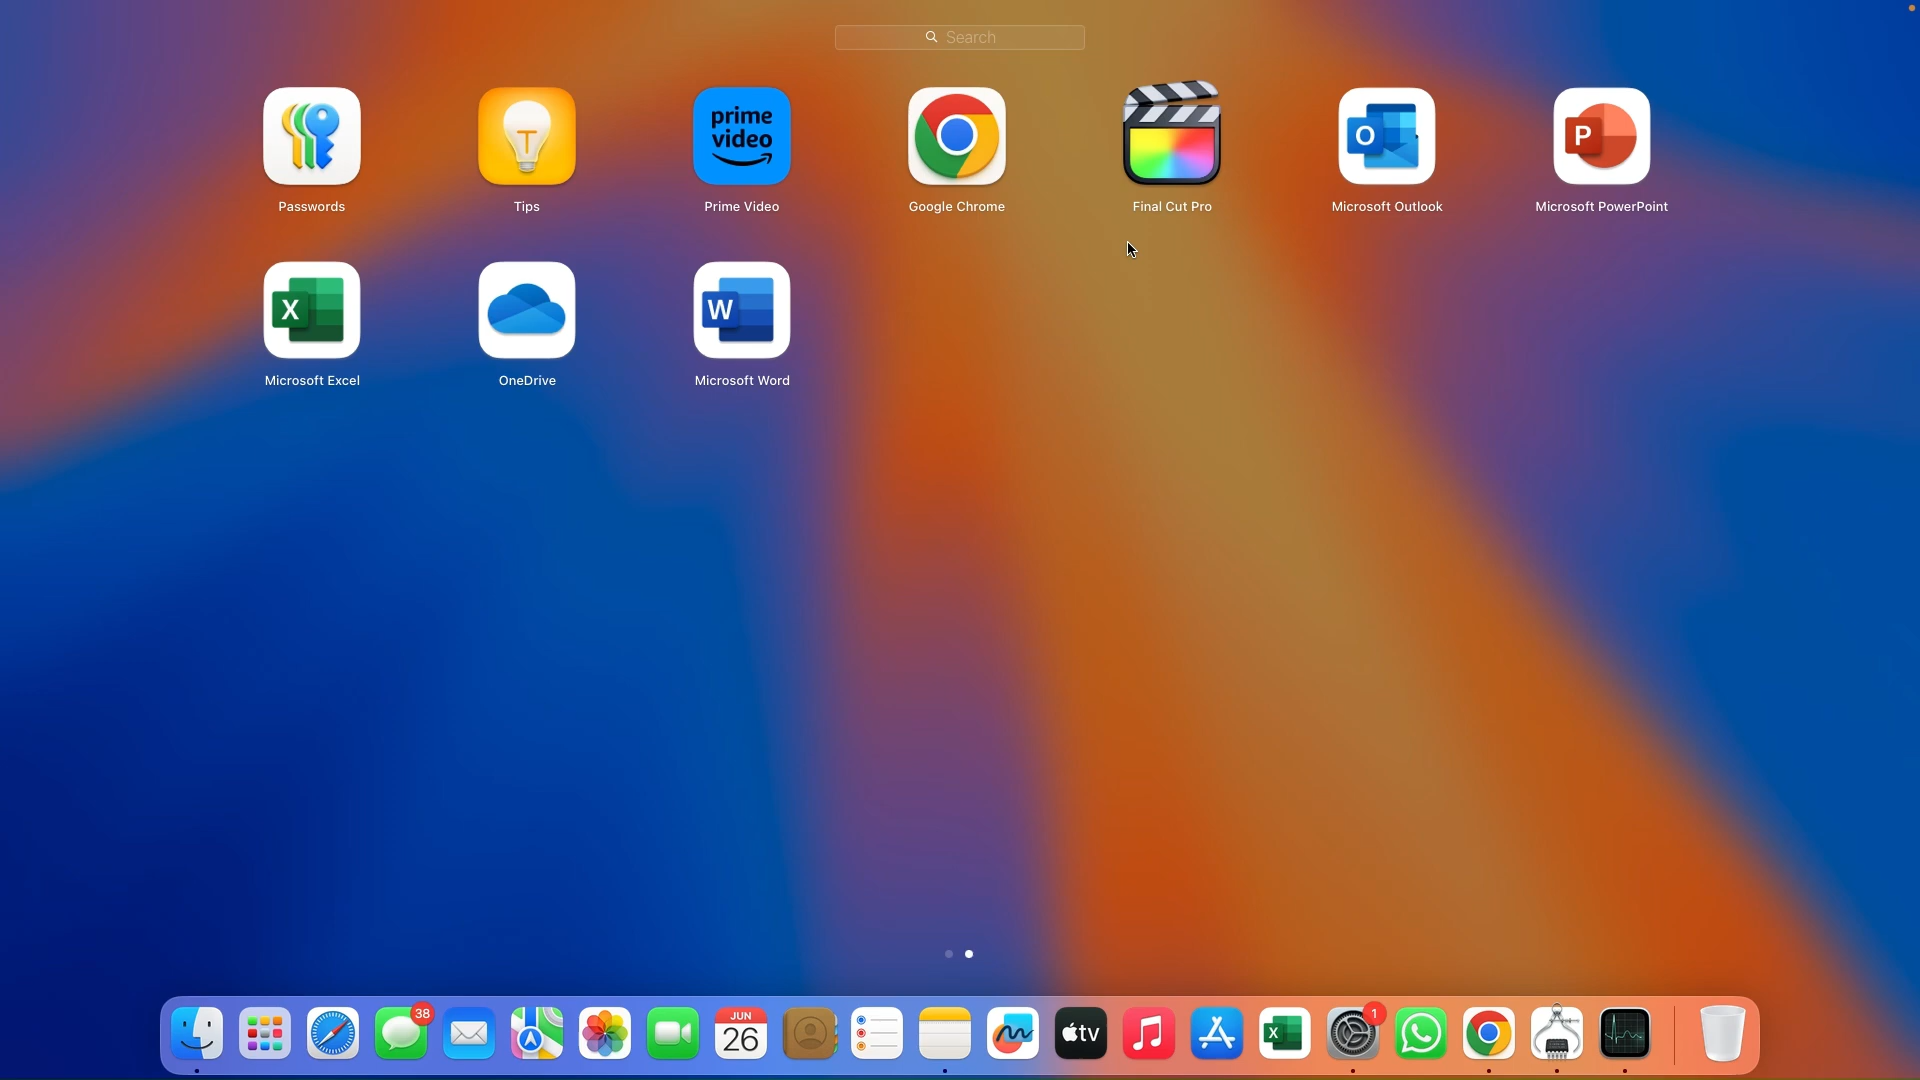 Search
Passwords
T
Tips
prime
video
Prime Video
Google Chrome
Final Cut Pro
O
Microsoft Outlook
P
Microsoft PowerPoint
X
Microsoft Excel
OneDrive
W
Microsoft Word
38
JUN
26
tv
X
1